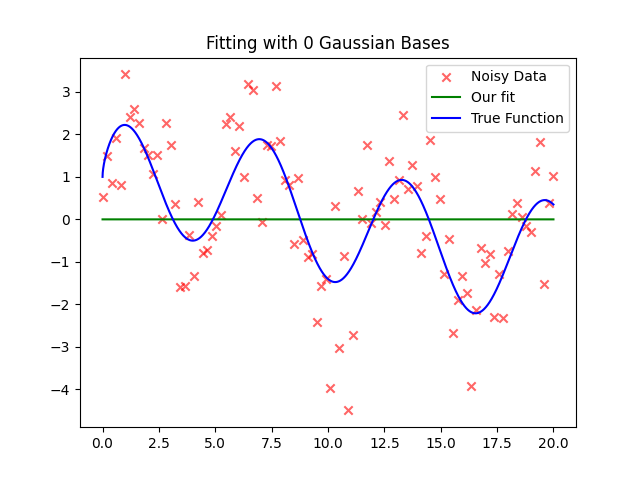 Fitting with 0 Gaussian Bases
Noisy Data
Our fit
True Function
3
2
1
0
−1
−2
−3
−4
0.0 2.5 5.0 7.5 10.0 12.5 15.0 17.5 20.0